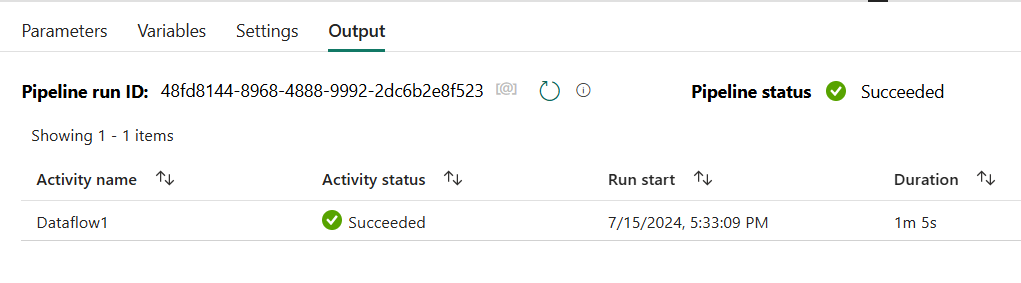 Parameters Variables Settings Output
Pipeline run ID: 48fd8144-8968-4888-9992-2dc6b2e8f523 [@] Pipeline status Succeeded
Showing 1 - 1 items
Activity name Activity status Run start Duration
Dataflow1 Succeeded 7/15/2024, 5:33:09 PM 1m 5s